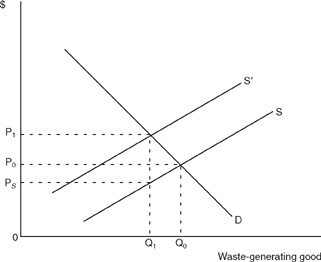 $
S′
S
P₁
P₀
Pₛ
D
0
Q₁
Q₀
Waste-generating good